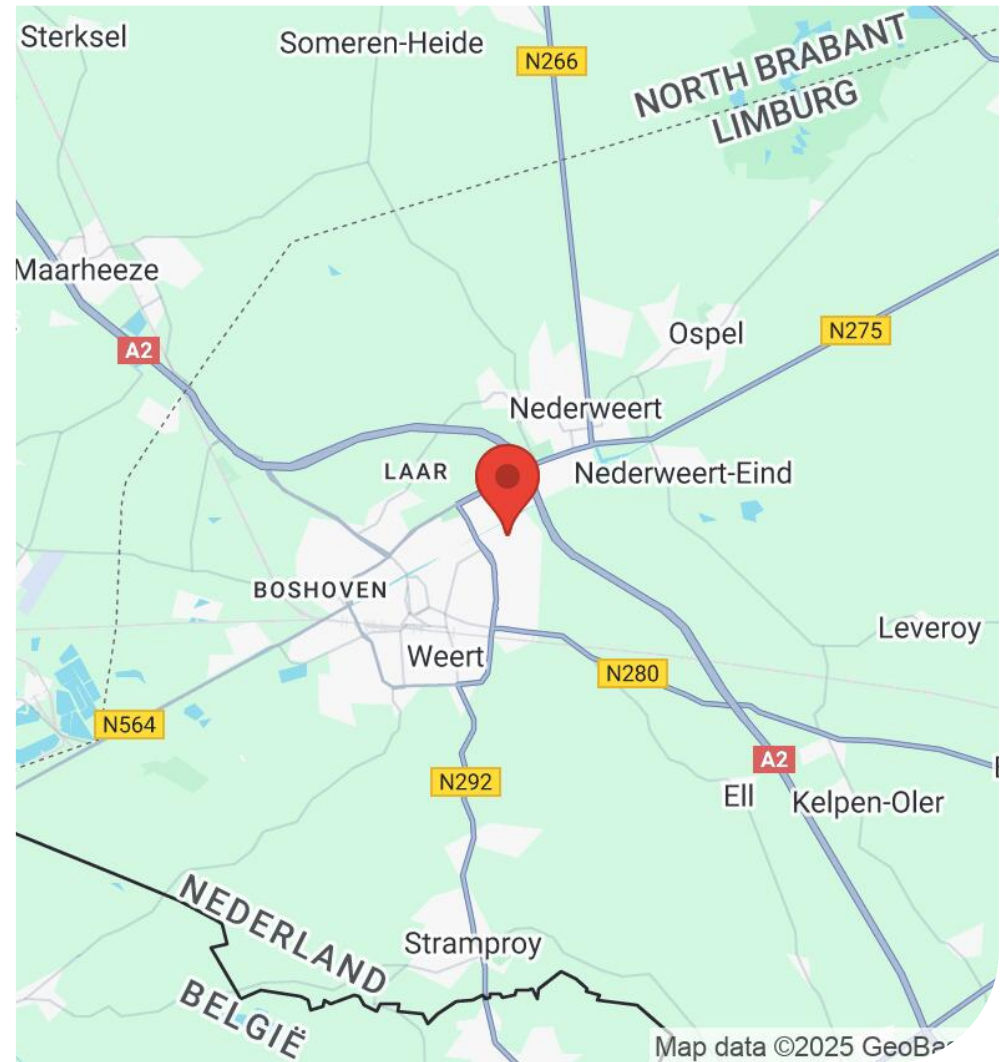 Sterksel
Someren-Heide
N266
NORTH BRABANT
LIMBURG
Maarheeze
A2
Ospel
N275
Nederweert
LAAR
Nederweert-Eind
BOSHOVEN
Leveroy
Weert
N280
N564
A2
N292
Ell
Kelpen-Oler
NEDERLAND
Stramproy
BELGIË
Map data ©2025